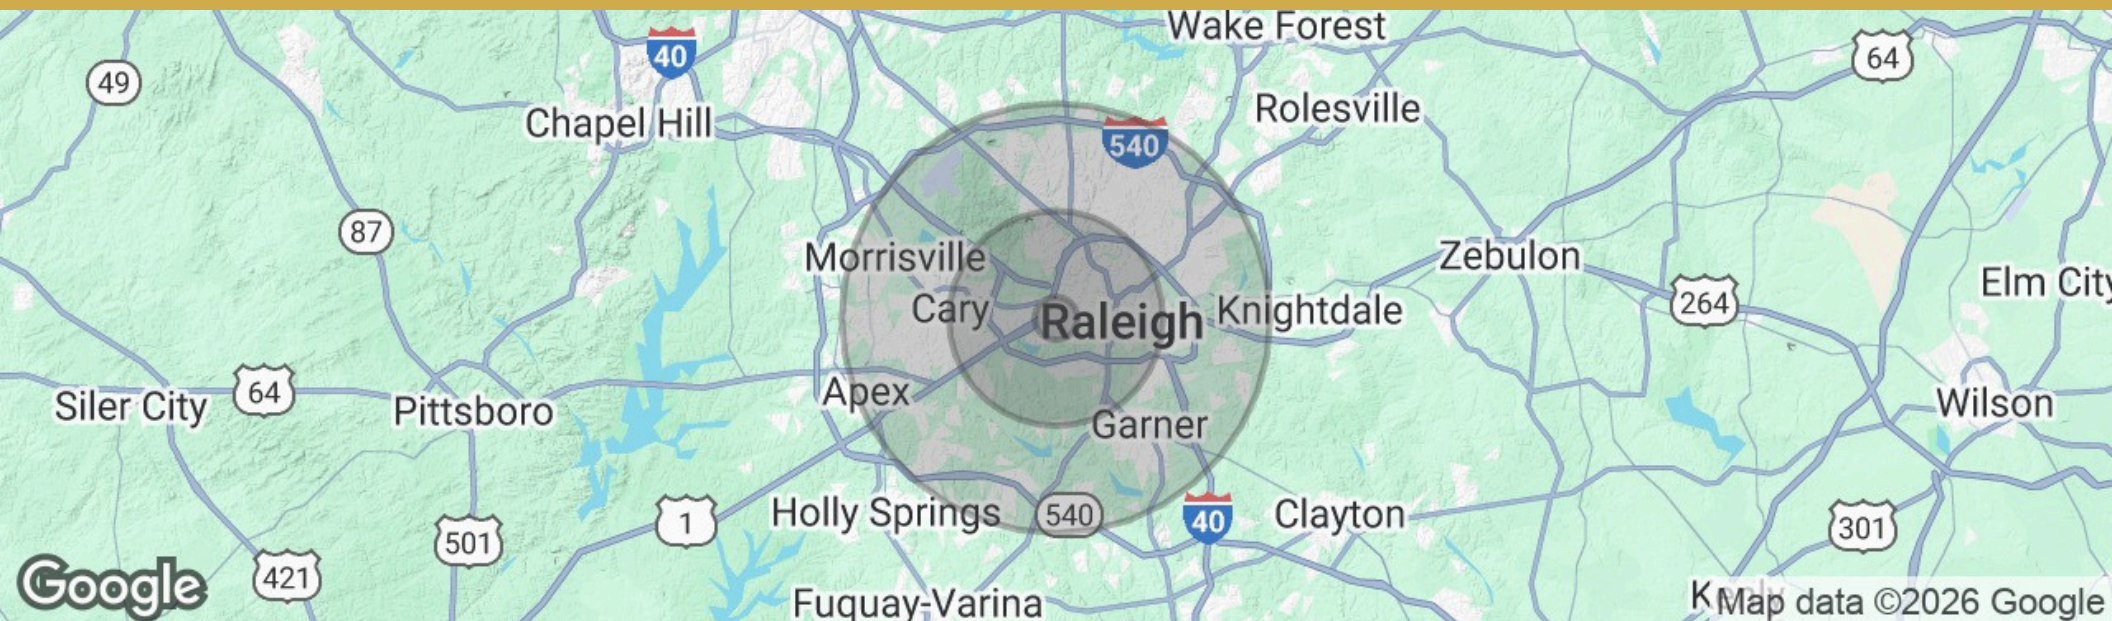 Wake Forest
40
64
49
Chapel Hill
Rolesville
540
87
Morrisville
Zebulon
Cary
Raleigh
Knightdale
264
Elm City
64
Siler City
Pittsboro
Apex
Garner
Wilson
1
Holly Springs
540
40
Clayton
501
301
421
Google
Fuquay-Varina
Map data ©2026 Google